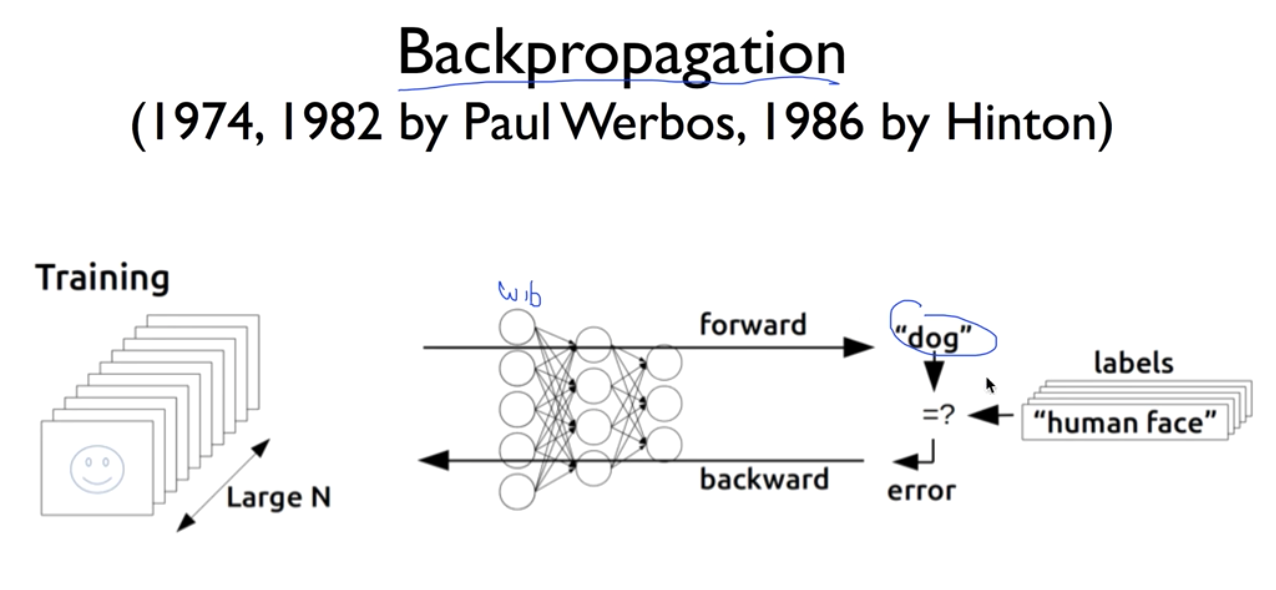 Backpropagation
(1974, 1982 by Paul Werbos, 1986 by Hinton)
Training
Large N
w,b
forward
backward
"dog"
=?
error
labels
"human face"